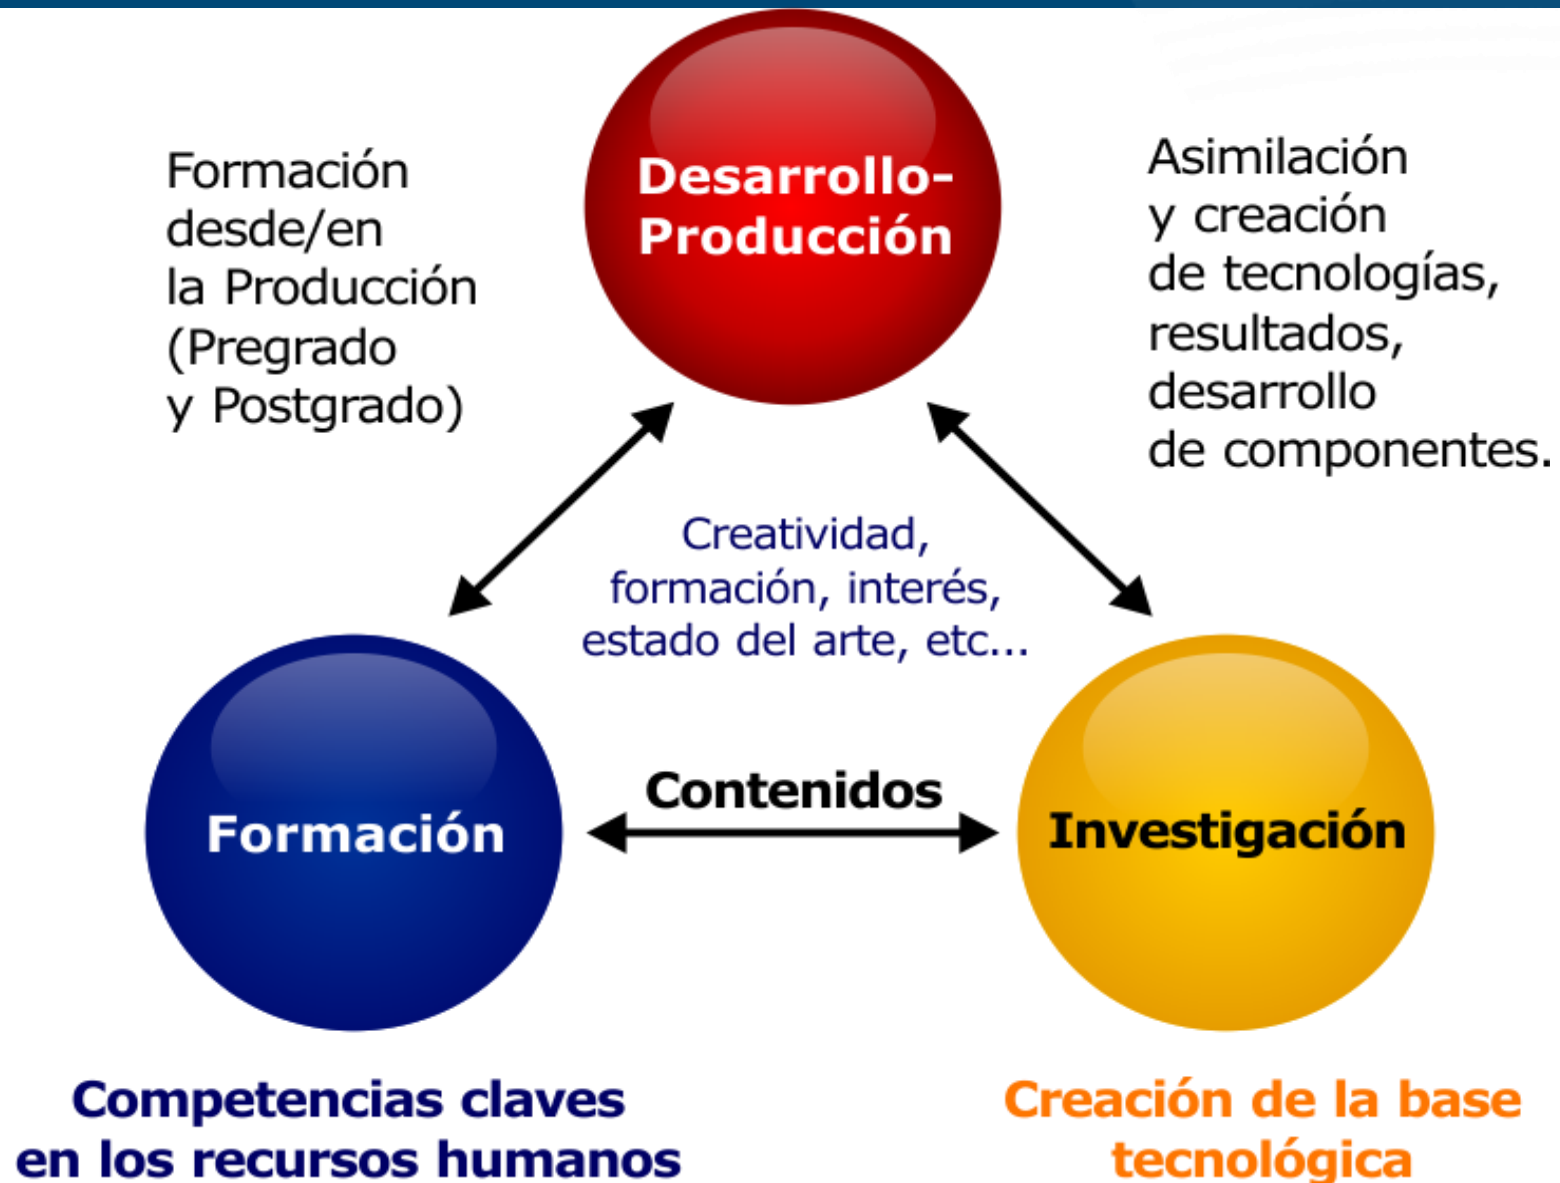 Desarrollo-
Producción
Formación
desde/en
la Producción
(Pregrado
y Postgrado)
Asimilación
y creación
de tecnologías,
resultados,
desarrollo
de componentes.
Creatividad,
formación, interés,
estado del arte, etc...
Formación
Contenidos
Investigación
Competencias claves
en los recursos humanos
Creación de la base
tecnológica